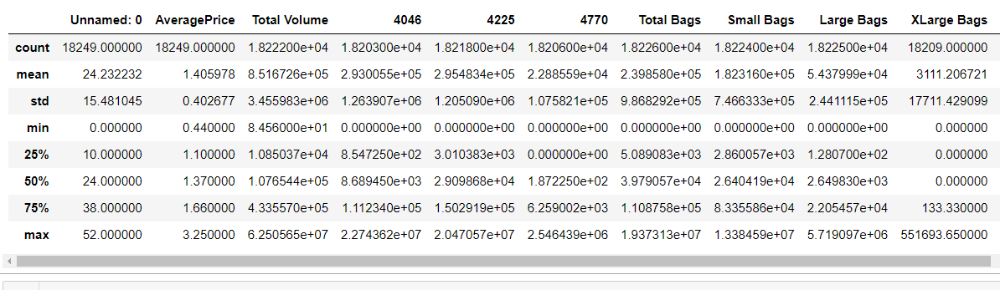 Unnamed: 0 AveragePrice Total Volume 4046 4225 4770 Total Bags Small Bags Large Bags XLarge Bags
count 18249.000000 18249.000000 1.822200e+04 1.820300e+04 1.821800e+04 1.820600e+04 1.822600e+04 1.822400e+04 1.822500e+04 18209.000000
mean 24.232232 1.405978 8.516726e+05 2.930055e+05 2.954834e+05 2.288559e+04 2.398580e+05 1.823160e+05 5.437999e+04 3111.206721
std 15.481045 0.402677 3.455983e+06 1.263907e+06 1.205090e+06 1.075821e+05 9.868292e+05 7.466333e+05 2.441115e+05 17711.429099
min 0.000000 0.440000 8.456000e+01 0.000000e+00 0.000000e+00 0.000000e+00 0.000000e+00 0.000000e+00 0.000000e+00 0.000000
25% 10.000000 1.100000 1.085037e+04 8.547250e+02 3.010383e+03 0.000000e+00 5.089083e+03 2.860057e+03 1.280700e+02 0.000000
50% 24.000000 1.370000 1.076544e+05 8.689450e+03 2.909868e+04 1.872250e+02 3.979057e+04 2.640419e+04 2.649830e+03 0.000000
75% 38.000000 1.660000 4.335570e+05 1.112340e+05 1.502919e+05 6.259002e+03 1.108758e+05 8.335586e+04 2.205457e+04 133.330000
max 52.000000 3.250000 6.250565e+07 2.274362e+07 2.047057e+07 2.546439e+06 1.937313e+07 1.338459e+07 5.719097e+06 551693.650000